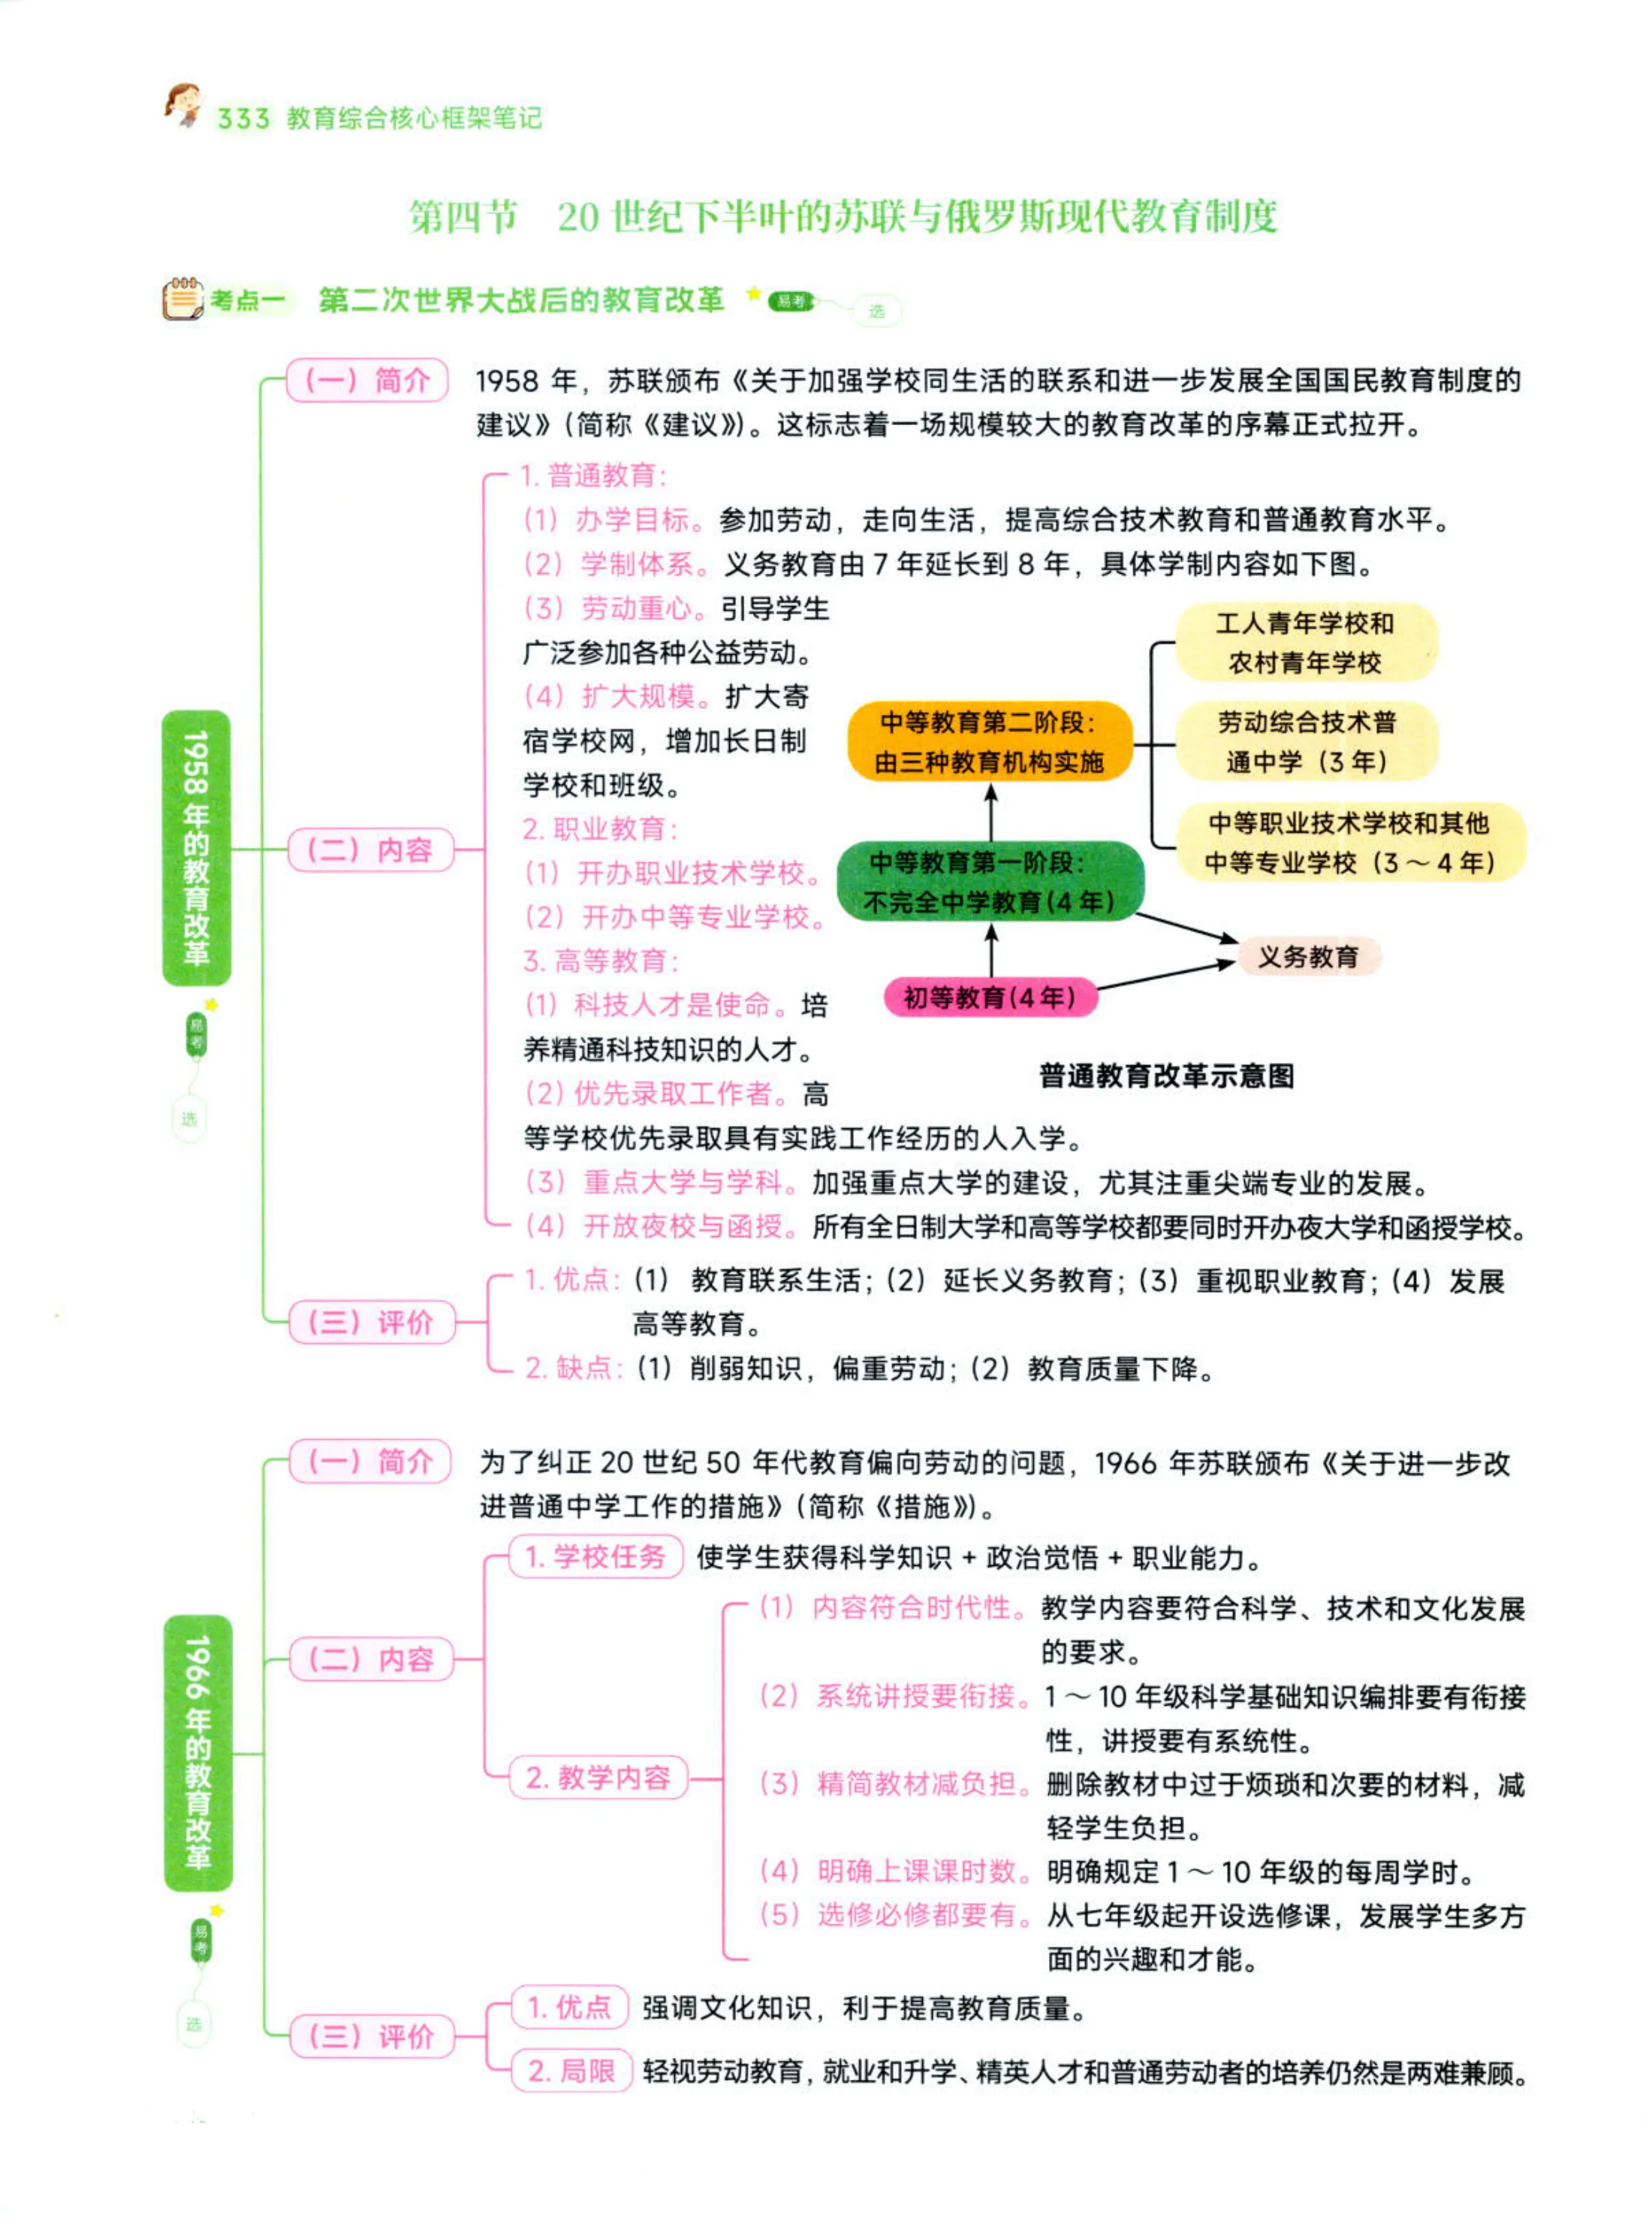 333 教育综合核心框架笔记
第四节 20 世纪下半叶的苏联与俄罗斯现代教育制度
考点一 第二次世界大战后的教育改革 易考 选
1958 年的教育改革
易考
选
（一）简介
1958 年，苏联颁布《关于加强学校同生活的联系和进一步发展全国国民教育制度的
建议》（简称《建议》）。这标志着一场规模较大的教育改革的序幕正式拉开。
（二）内容
1. 普通教育：
（1）办学目标。参加劳动，走向生活，提高综合技术教育和普通教育水平。
（2）学制体系。义务教育由 7 年延长到 8 年，具体学制内容如下图。
（3）劳动重心。引导学生
广泛参加各种公益劳动。
（4）扩大规模。扩大寄
宿学校网，增加长日制
学校和班级。
2. 职业教育：
（1）开办职业技术学校。
（2）开办中等专业学校。
3. 高等教育：
（1）科技人才是使命。培
养精通科技知识的人才。
（2）优先录取工作者。高
等学校优先录取具有实践工作经历的人入学。
（3）重点大学与学科。加强重点大学的建设，尤其注重尖端专业的发展。
（4）开放夜校与函授。所有全日制大学和高等学校都要同时开办夜大学和函授学校。
工人青年学校和
农村青年学校
中等教育第二阶段：
由三种教育机构实施
劳动综合技术普
通中学（3 年）
中等职业技术学校和其他
中等专业学校（3～4 年）
中等教育第一阶段：
不完全中学教育(4 年)
义务教育
初等教育(4 年)
普通教育改革示意图
（三）评价
1. 优点：（1）教育联系生活；（2）延长义务教育；（3）重视职业教育；（4）发展
高等教育。
2. 缺点：（1）削弱知识，偏重劳动；（2）教育质量下降。
1966 年的教育改革
易考
选
（一）简介
为了纠正 20 世纪 50 年代教育偏向劳动的问题，1966 年苏联颁布《关于进一步改
进普通中学工作的措施》（简称《措施》）。
（二）内容
1. 学校任务 使学生获得科学知识 + 政治觉悟 + 职业能力。
2. 教学内容
（1）内容符合时代性。教学内容要符合科学、技术和文化发展
的要求。
（2）系统讲授要衔接。1～10 年级科学基础知识编排要有衔接
性，讲授要有系统性。
（3）精简教材减负担。删除教材中过于烦琐和次要的材料，减
轻学生负担。
（4）明确上课课时数。明确规定 1～10 年级的每周学时。
（5）选修必修都要有。从七年级起开设选修课，发展学生多方
面的兴趣和才能。
（三）评价
1. 优点 强调文化知识，利于提高教育质量。
2. 局限 轻视劳动教育，就业和升学、精英人才和普通劳动者的培养仍然是两难兼顾。